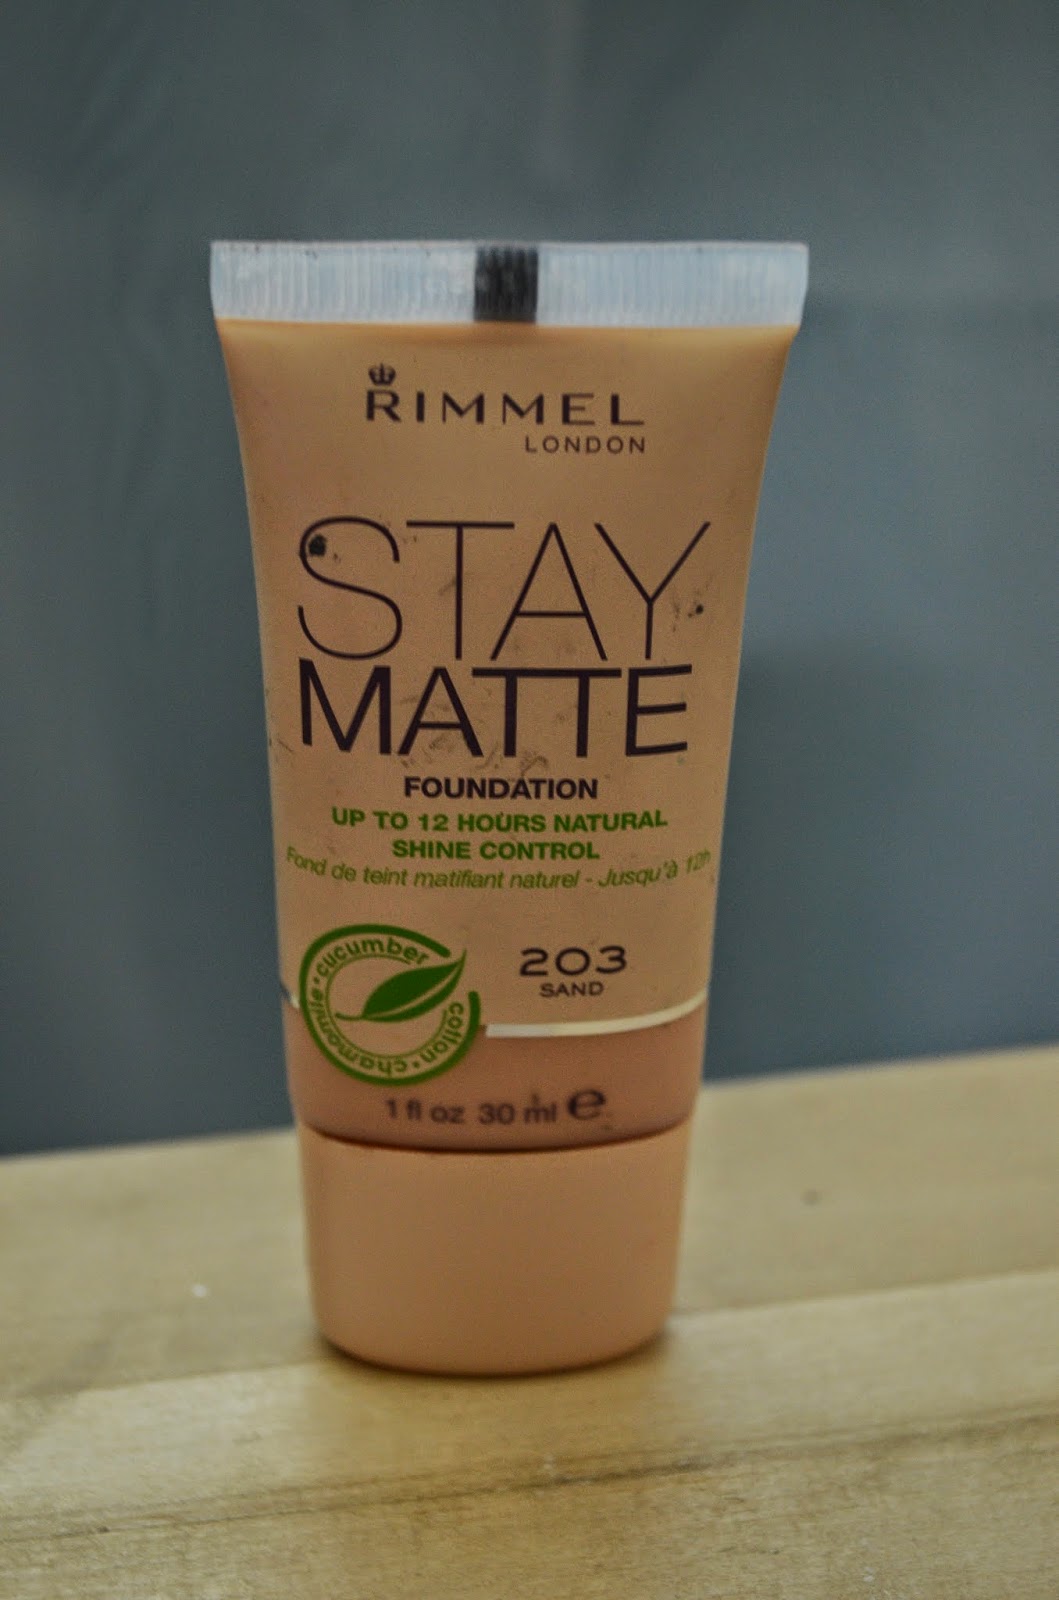 RIMMEL
LONDON
STAY
MATTE
FOUNDATION
UP TO 12 HOURS NATURAL
SHINE CONTROL
Fond de teint matifiant naturel - Jusqu'à 12h
chamomile • cucumber
cotton •
203
SAND
1 fl oz 30 ml e